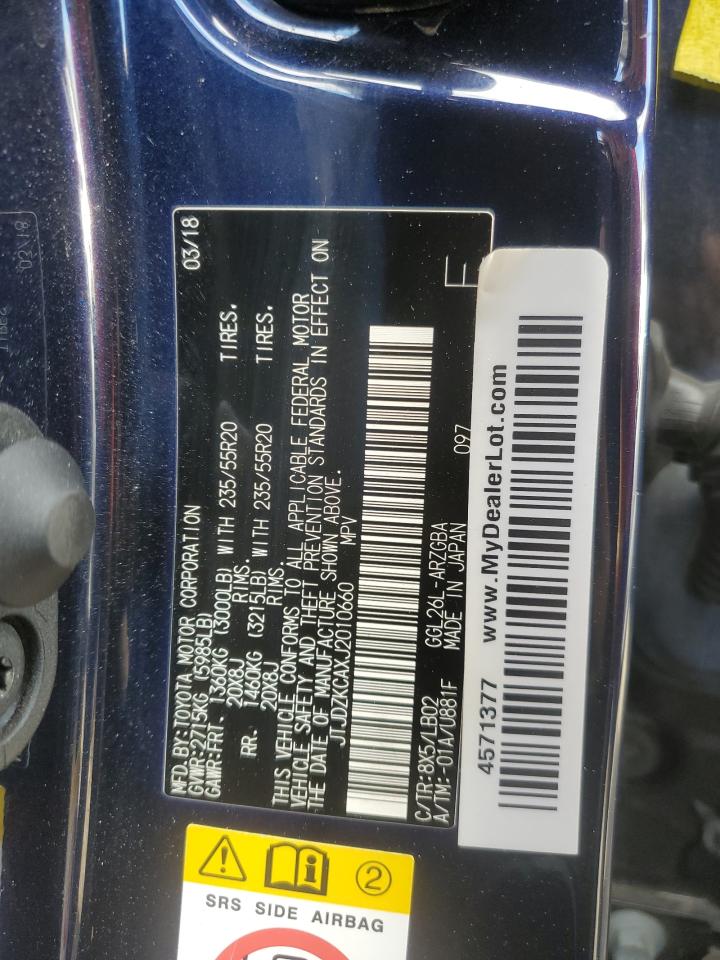 MFD.BY:TOYOTA MOTOR CORPORATION 03/18
GVWR:2715KG (5985LB)
GAWR:FRT. 1360KG (3000LB) WITH 235/55R20 TIRES.
20X8J RIMS.
RR. 1460KG (3215LB) WITH 235/55R20 TIRES.
20X8J RIMS.
THIS VEHICLE CONFORMS TO ALL APPLICABLE FEDERAL MOTOR
VEHICLE SAFETY AND THEFT PREVENTION STANDARDS IN EFFECT ON
THE DATE OF MANUFACTURE SHOWN ABOVE.
JTJDZKCAXJ2010660 MPV
C/TR:8X5/LB02 GGL26L-ARZGBA
A/TM:-01A/U881F MADE IN JAPAN 097
F
4571377 www.MyDealerLot.com
2
SRS SIDE AIRBAG